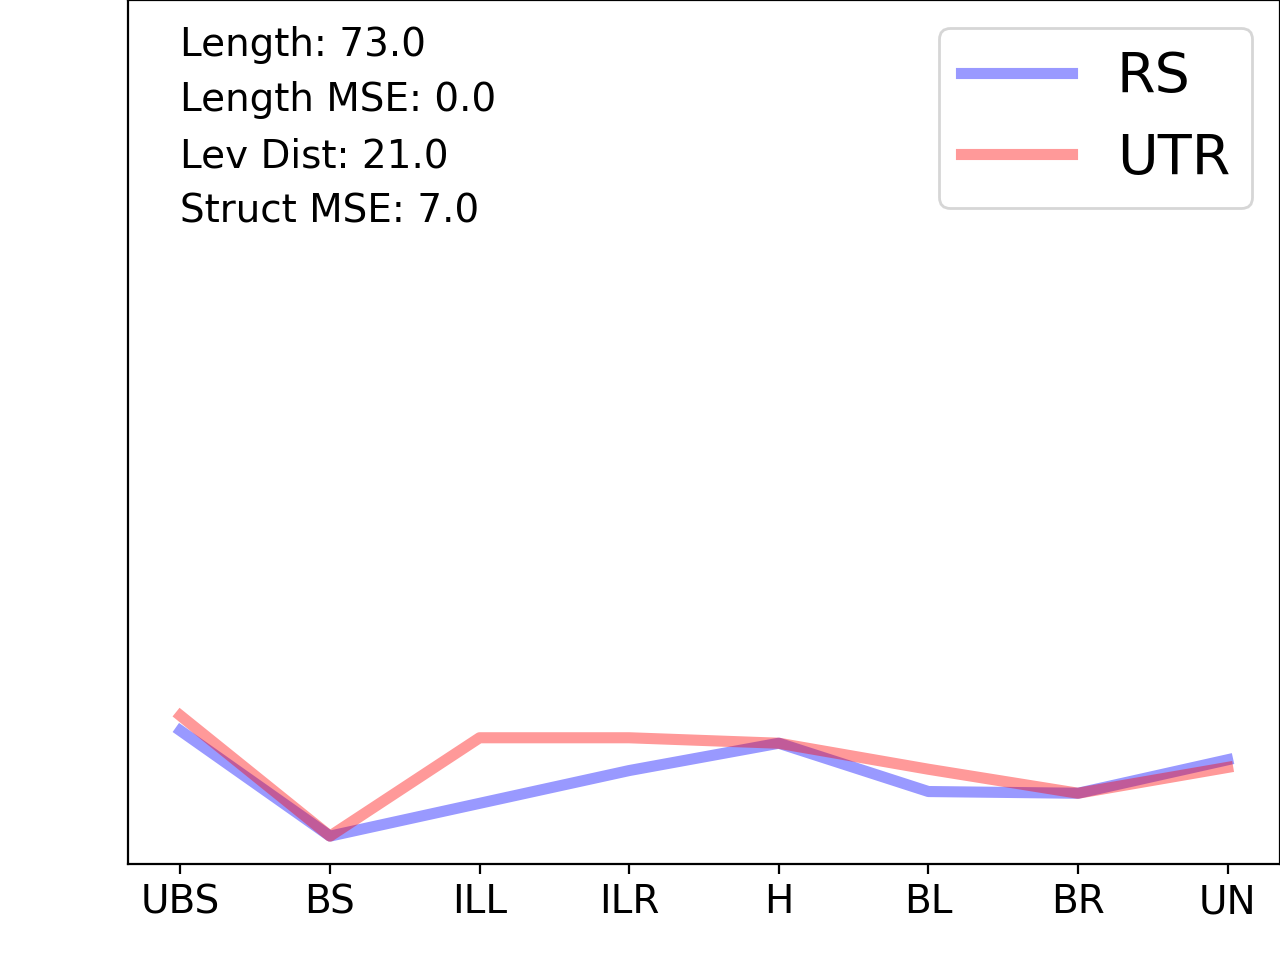 Length: 73.0
Length MSE: 0.0
Lev Dist: 21.0
Struct MSE: 7.0
RS
UTR
UBS BS ILL ILR H BL BR UN